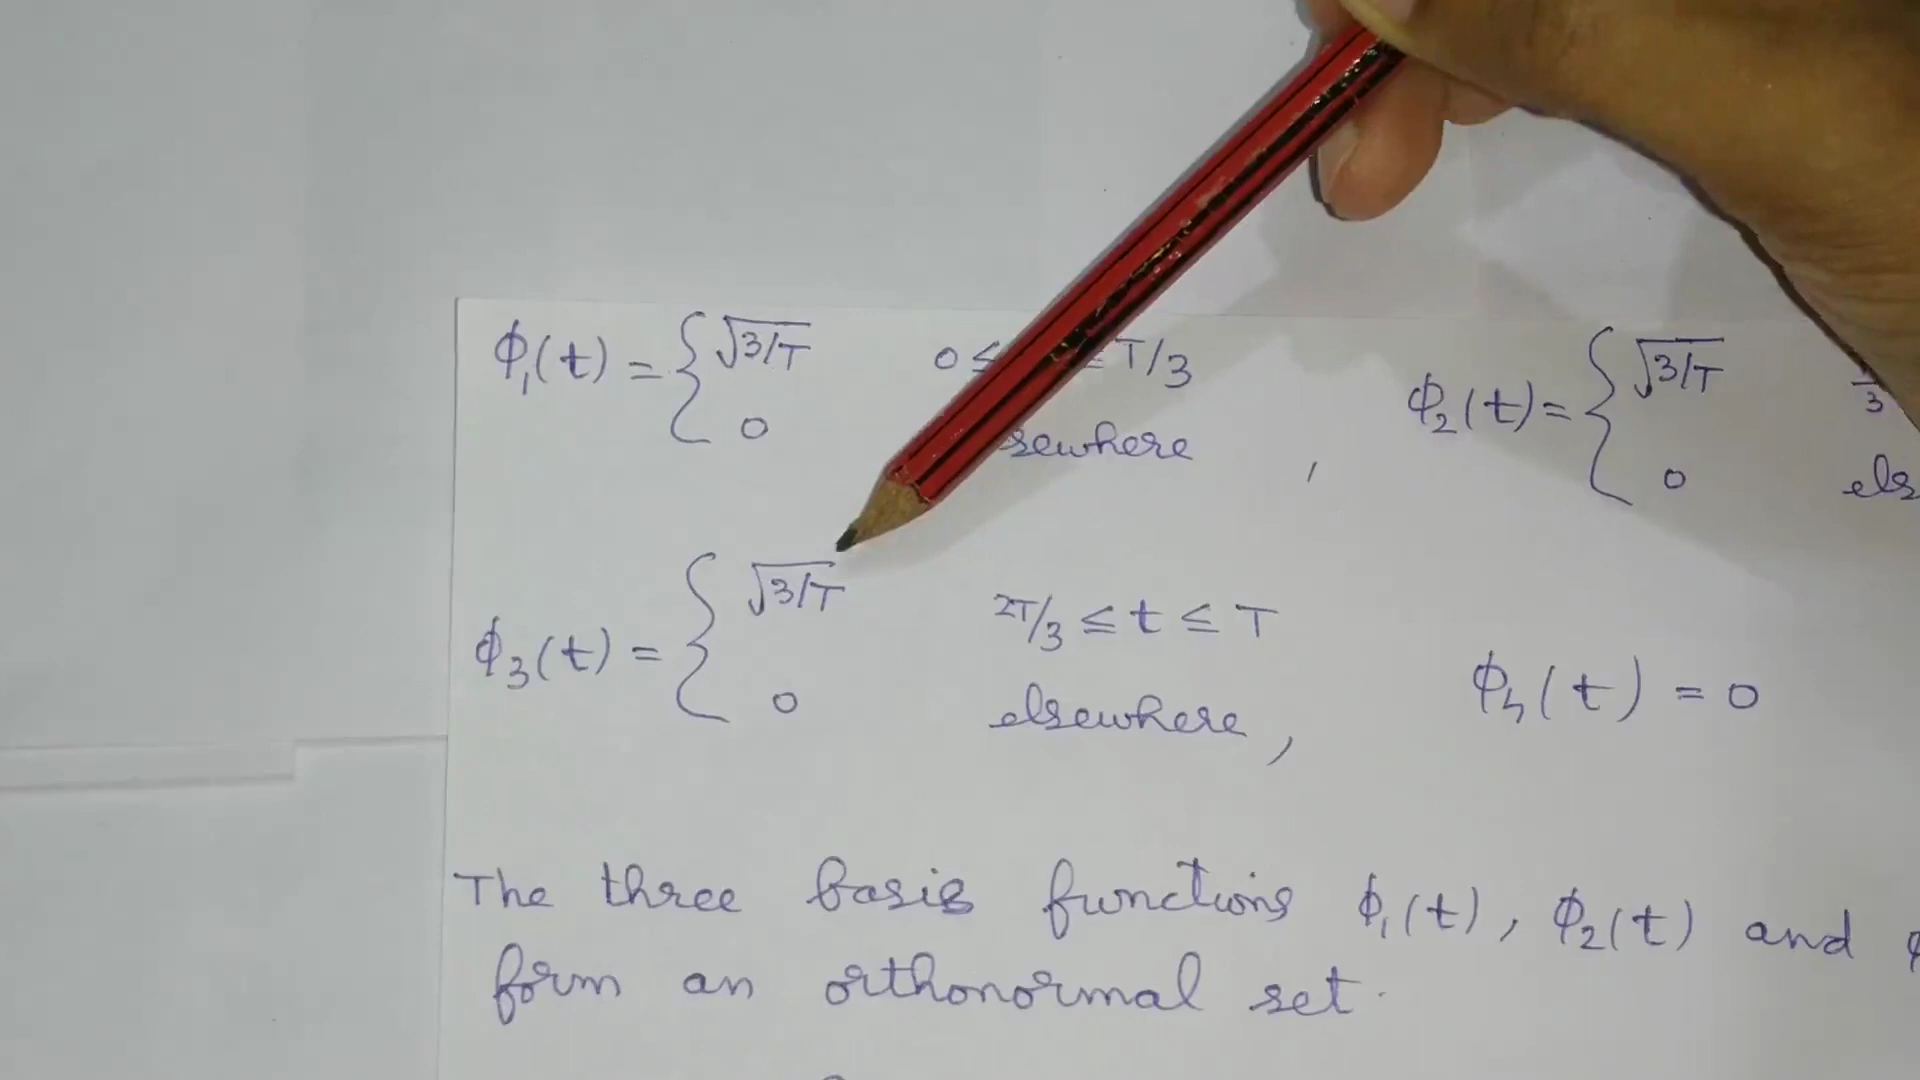 ϕ₁(t) = { √3/T 0 ≤ ≤ T/3
0
ϕ₂(t) = { √3/T
0
,
ϕ₃(t) = { √3/T 2T/3 ≤ t ≤ T
0 elsewhere,
ϕ₄(t) = 0
The three basis functions ϕ₁(t), ϕ₂(t) and
form an orthonormal set.